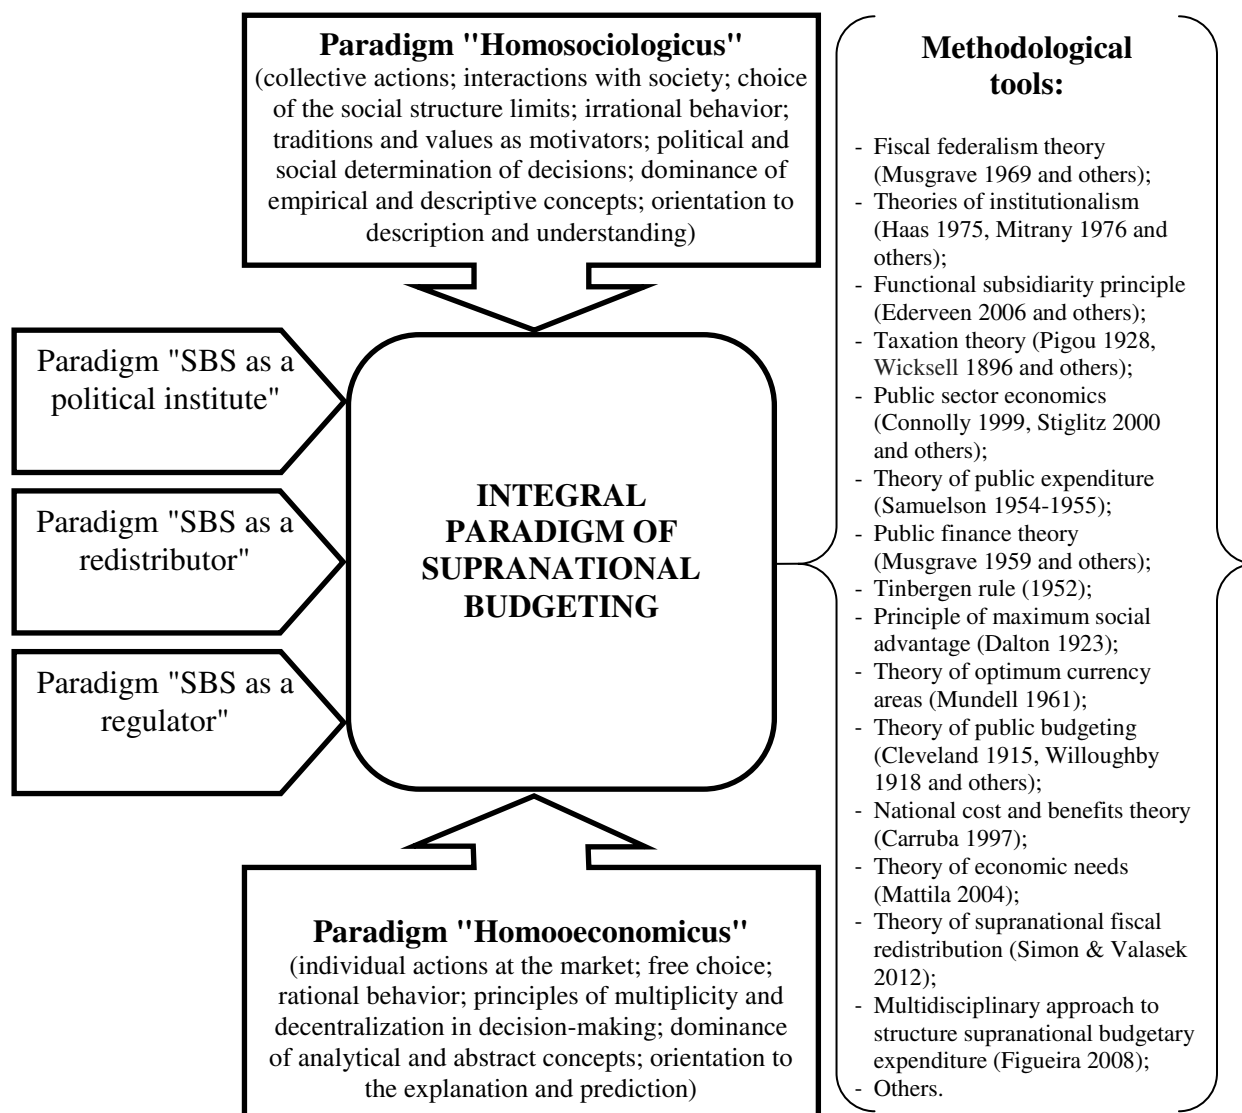 Paradigm "Homosociologicus"
(collective actions; interactions with society; choice
of the social structure limits; irrational behavior;
traditions and values as motivators; political and
social determination of decisions; dominance of
empirical and descriptive concepts; orientation to
description and understanding)
Paradigm "SBS as a
political institute"
Paradigm "SBS as a
redistributor"
Paradigm "SBS as a
regulator"
INTEGRAL
PARADIGM OF
SUPRANATIONAL
BUDGETING
Paradigm "Homooeconomicus"
(individual actions at the market; free choice;
rational behavior; principles of multiplicity and
decentralization in decision-making; dominance
of analytical and abstract concepts; orientation to
the explanation and prediction)
Methodological
tools:
- Fiscal federalism theory
(Musgrave 1969 and others);
- Theories of institutionalism
(Haas 1975, Mitrany 1976 and
others);
- Functional subsidiarity principle
(Ederveen 2006 and others);
- Taxation theory (Pigou 1928,
Wicksell 1896 and others);
- Public sector economics
(Connolly 1999, Stiglitz 2000
and others);
- Theory of public expenditure
(Samuelson 1954-1955);
- Public finance theory
(Musgrave 1959 and others);
- Tinbergen rule (1952);
- Principle of maximum social
advantage (Dalton 1923);
- Theory of optimum currency
areas (Mundell 1961);
- Theory of public budgeting
(Cleveland 1915, Willoughby
1918 and others);
- National cost and benefits theory
(Carruba 1997);
- Theory of economic needs
(Mattila 2004);
- Theory of supranational fiscal
redistribution (Simon & Valasek
2012);
- Multidisciplinary approach to
structure supranational budgetary
expenditure (Figueira 2008);
- Others.